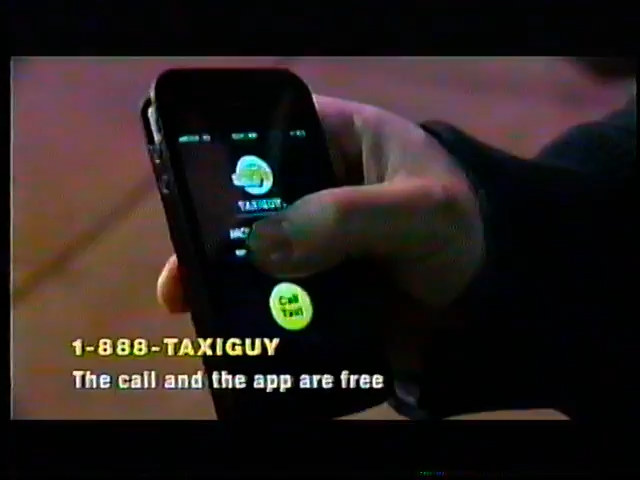 TAXIGUY
Call
Taxi
1-888-TAXIGUY
The call and the app are free